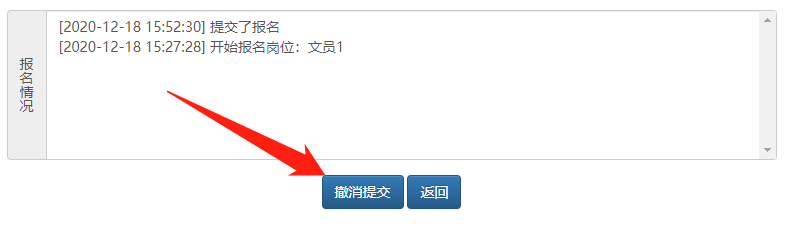 报名情况
[2020-12-18 15:52:30] 提交了报名
[2020-12-18 15:27:28] 开始报名岗位：文员1
撤消提交 返回